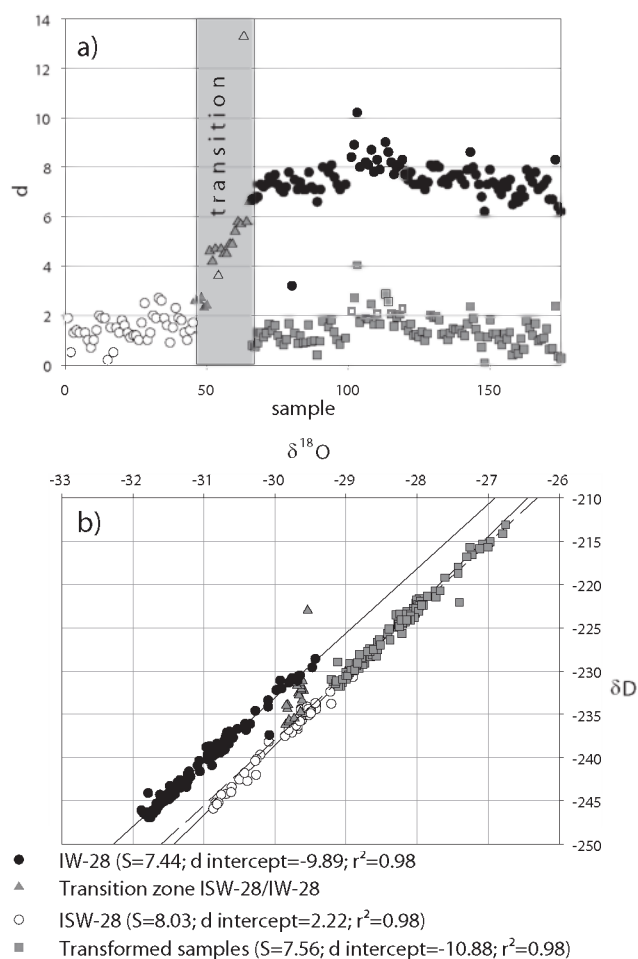 a)
transition
14
12
10
8
6
4
2
0
d
0 50 100 150
sample
δ18O
-33 -32 -31 -30 -29 -28 -27 -26
b)
-210
-215
-220
-225
-230
-235
-240
-245
-250
δD
IW-28 (S=7.44; d intercept=-9.89; r²=0.98
Transition zone ISW-28/IW-28
ISW-28 (S=8.03; d intercept=2.22; r²=0.98)
Transformed samples (S=7.56; d intercept=-10.88; r²=0.98)